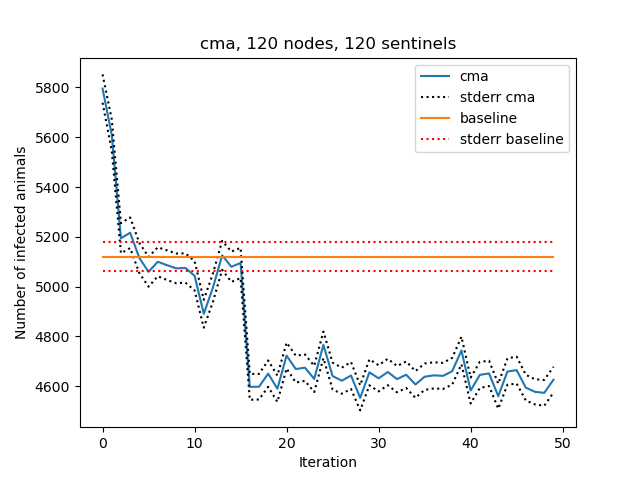 cma, 120 nodes, 120 sentinels
cma
stderr cma
baseline
stderr baseline
Number of infected animals
5800
5600
5400
5200
5000
4800
4600
0 10 20 30 40 50
Iteration